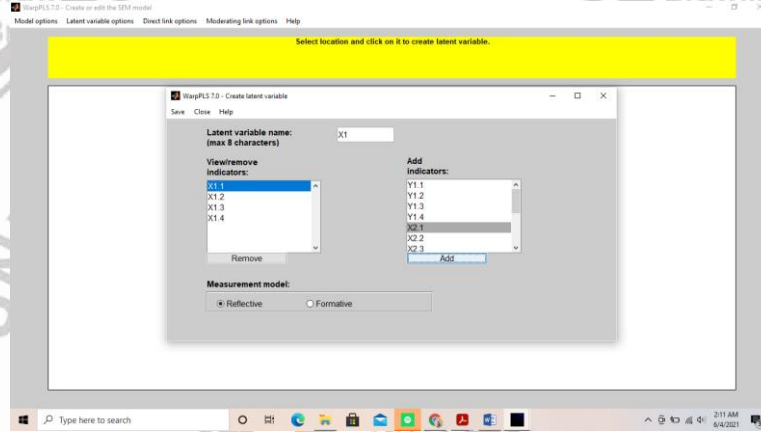 WarpPLS 7.0 - Create or edit the SEM model
Model options Latent variable options Direct link options Moderating link options Help
Select location and click on it to create latent variable.
WarpPLS 7.0 - Create latent variable
Save Close Help
Latent variable name:
(max 8 characters)
X1
View/remove
indicators:
X1.1
X1.2
X1.3
X1.4
Remove
Add
indicators:
Y1.1
Y1.2
Y1.3
Y1.4
X2.1
X2.2
X2.3
Add
Measurement model:
Reflective Formative
Type here to search
2:11 AM
6/4/2021